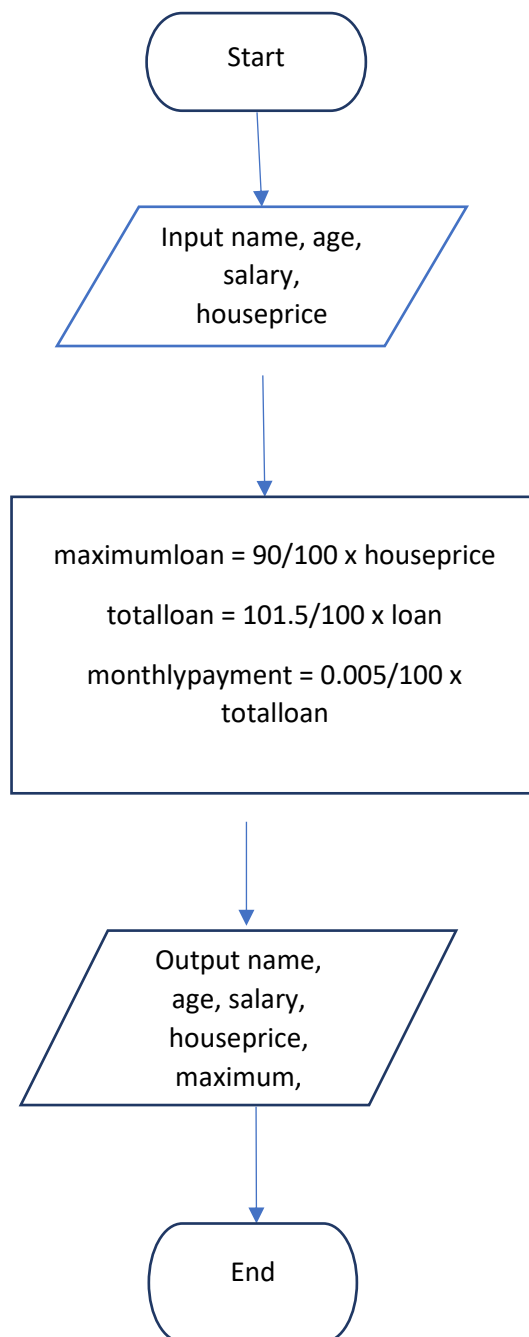 Start
Input name, age,
salary,
houseprice
maximumloan = 90/100 x houseprice
totalloan = 101.5/100 x loan
monthlypayment = 0.005/100 x
totalloan
Output name,
age, salary,
houseprice,
maximum,
End